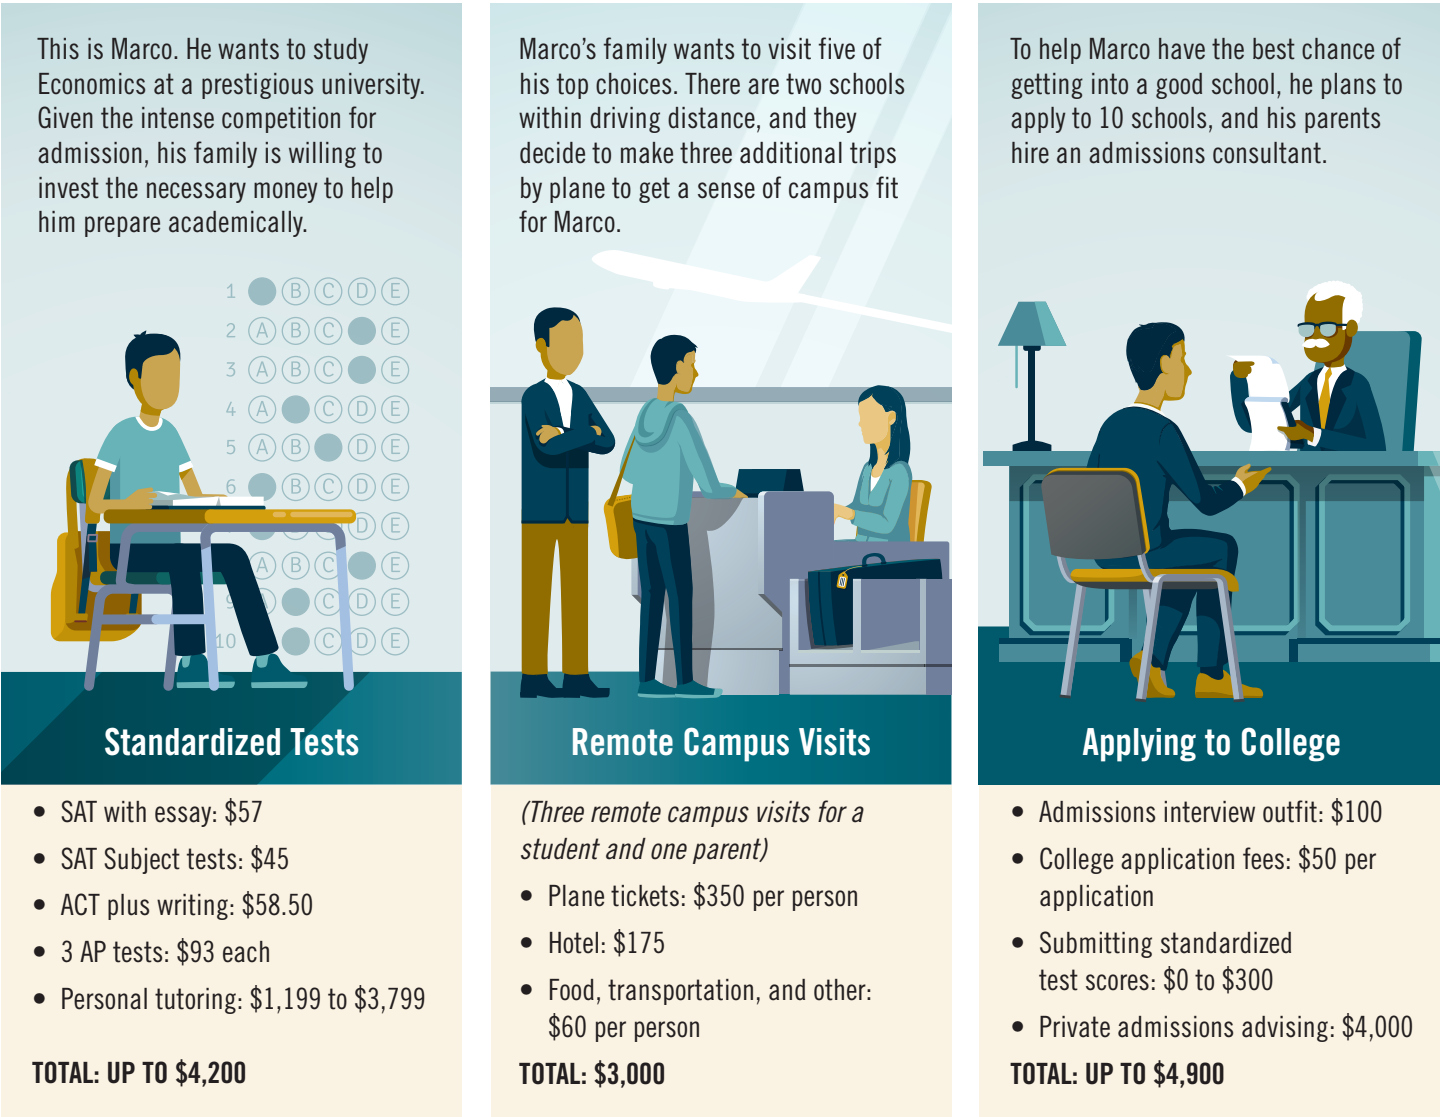 This is Marco. He wants to study
Economics at a prestigious university.
Given the intense competition for
admission, his family is willing to
invest the necessary money to help
him prepare academically.
1 B C D E
2 A B C E
3 A B C E
4 A C D E
5 A B D E
6 B C D E
D E
A B C E
9 C D E
10 C D E
Standardized Tests
• SAT with essay: $57
• SAT Subject tests: $45
• ACT plus writing: $58.50
• 3 AP tests: $93 each
• Personal tutoring: $1,199 to $3,799
TOTAL: UP TO $4,200
Marco’s family wants to visit five of
his top choices. There are two schools
within driving distance, and they
decide to make three additional trips
by plane to get a sense of campus fit
for Marco.
Remote Campus Visits
(Three remote campus visits for a
student and one parent)
• Plane tickets: $350 per person
• Hotel: $175
• Food, transportation, and other:
$60 per person
TOTAL: $3,000
To help Marco have the best chance of
getting into a good school, he plans to
apply to 10 schools, and his parents
hire an admissions consultant.
Applying to College
• Admissions interview outfit: $100
• College application fees: $50 per
application
• Submitting standardized
test scores: $0 to $300
• Private admissions advising: $4,000
TOTAL: UP TO $4,900